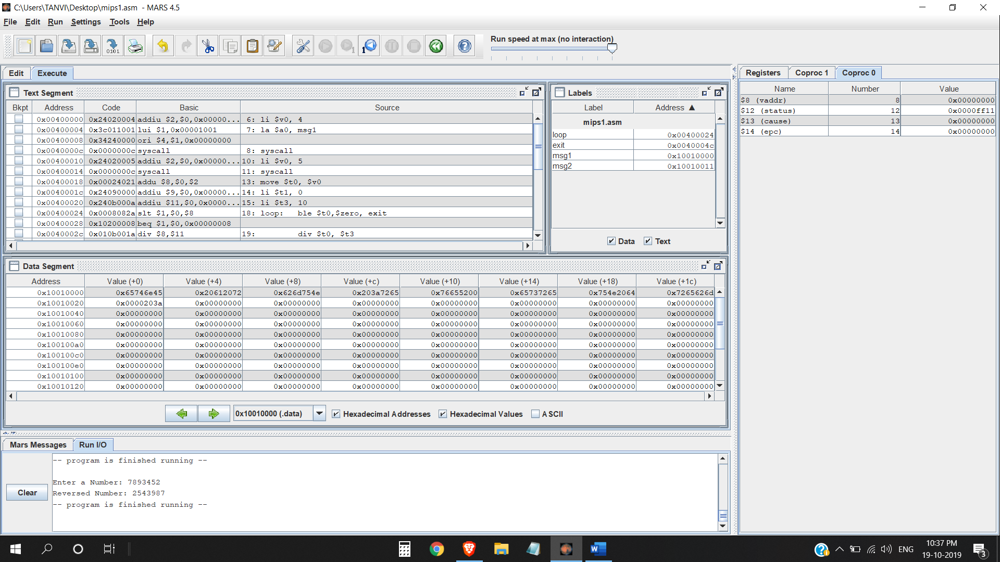 C:\Users\TANVI\Desktop\mips1.asm - MARS 4.5
File Edit Run Settings Tools Help
Run speed at max (no interaction)
Edit Execute
Text Segment
Bkpt Address Code Basic Source
0x00400000 0x24020004 addiu $2,$0,0x00000... 6: li $v0, 4
0x00400004 0x3c011001 lui $1,0x00001001 7: la $a0, msg1
0x00400008 0x34240000 ori $4,$1,0x00000000
0x0040000c 0x0000000c syscall 8: syscall
0x00400010 0x24020005 addiu $2,$0,0x00000... 10: li $v0, 5
0x00400014 0x0000000c syscall 11: syscall
0x00400018 0x00024021 addu $8,$0,$2 13: move $t0, $v0
0x0040001c 0x24090000 addiu $9,$0,0x00000... 14: li $t1, 0
0x00400020 0x240b000a addiu $11,$0,0x0000... 15: li $t3, 10
0x00400024 0x0008082a slt $1,$0,$8 18: loop: ble $t0,$zero, exit
0x00400028 0x10200008 beq $1,$0,0x00000008
0x0040002c 0x010b001a div $8,$11 19: div $t0, $t3
Labels
Label Address ▲
mips1.asm
loop 0x00400024
exit 0x0040004c
msg1 0x10010000
msg2 0x10010011
Data Text
Registers Coproc 1 Coproc 0
Name Number Value
$8 (vaddr) 8 0x00000000
$12 (status) 12 0x0000ff11
$13 (cause) 13 0x00000000
$14 (epc) 14 0x00000000
Data Segment
Address Value (+0) Value (+4) Value (+8) Value (+c) Value (+10) Value (+14) Value (+18) Value (+1c)
0x10010000 0x65746e45 0x20612072 0x626d754e 0x203a7265 0x76655200 0x65737265 0x754e2064 0x7265626d
0x10010020 0x0000203a 0x00000000 0x00000000 0x00000000 0x00000000 0x00000000 0x00000000 0x00000000
0x10010040 0x00000000 0x00000000 0x00000000 0x00000000 0x00000000 0x00000000 0x00000000 0x00000000
0x10010060 0x00000000 0x00000000 0x00000000 0x00000000 0x00000000 0x00000000 0x00000000 0x00000000
0x10010080 0x00000000 0x00000000 0x00000000 0x00000000 0x00000000 0x00000000 0x00000000 0x00000000
0x100100a0 0x00000000 0x00000000 0x00000000 0x00000000 0x00000000 0x00000000 0x00000000 0x00000000
0x100100c0 0x00000000 0x00000000 0x00000000 0x00000000 0x00000000 0x00000000 0x00000000 0x00000000
0x100100e0 0x00000000 0x00000000 0x00000000 0x00000000 0x00000000 0x00000000 0x00000000 0x00000000
0x10010100 0x00000000 0x00000000 0x00000000 0x00000000 0x00000000 0x00000000 0x00000000 0x00000000
0x10010120 0x00000000 0x00000000 0x00000000 0x00000000 0x00000000 0x00000000 0x00000000 0x00000000
0x10010000 (.data) Hexadecimal Addresses Hexadecimal Values ASCII
Mars Messages Run I/O
Clear
-- program is finished running --
Enter a Number: 7893452
Reversed Number: 2543987
-- program is finished running --
ENG
10:37 PM
19-10-2019
3